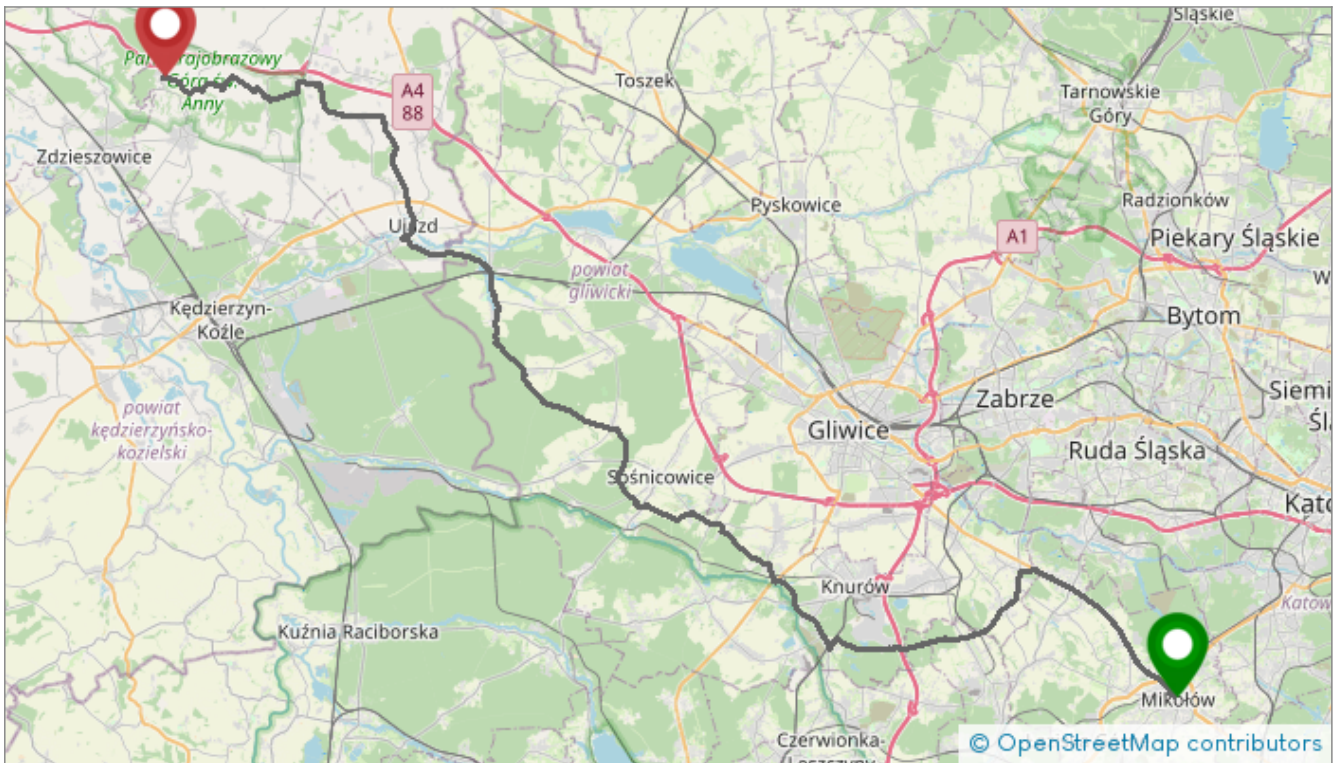 Śląskie
Toszek
Tarnowskie
Góry
A4
88
Anny
Zdzieszowice
Radzionków
Pyskowice
A1
Piekary Śląskie
powiat
gliwicki
Kędzierzyn-
Koźle
Bytom
powiat
kędzierzyńsko-
kozielski
Zabrze
Gliwice
Ruda Śląska
Sośnicowice
Knurów
Kuźnia Raciborska
Mikołów
Czerwionka-
© OpenStreetMap contributors